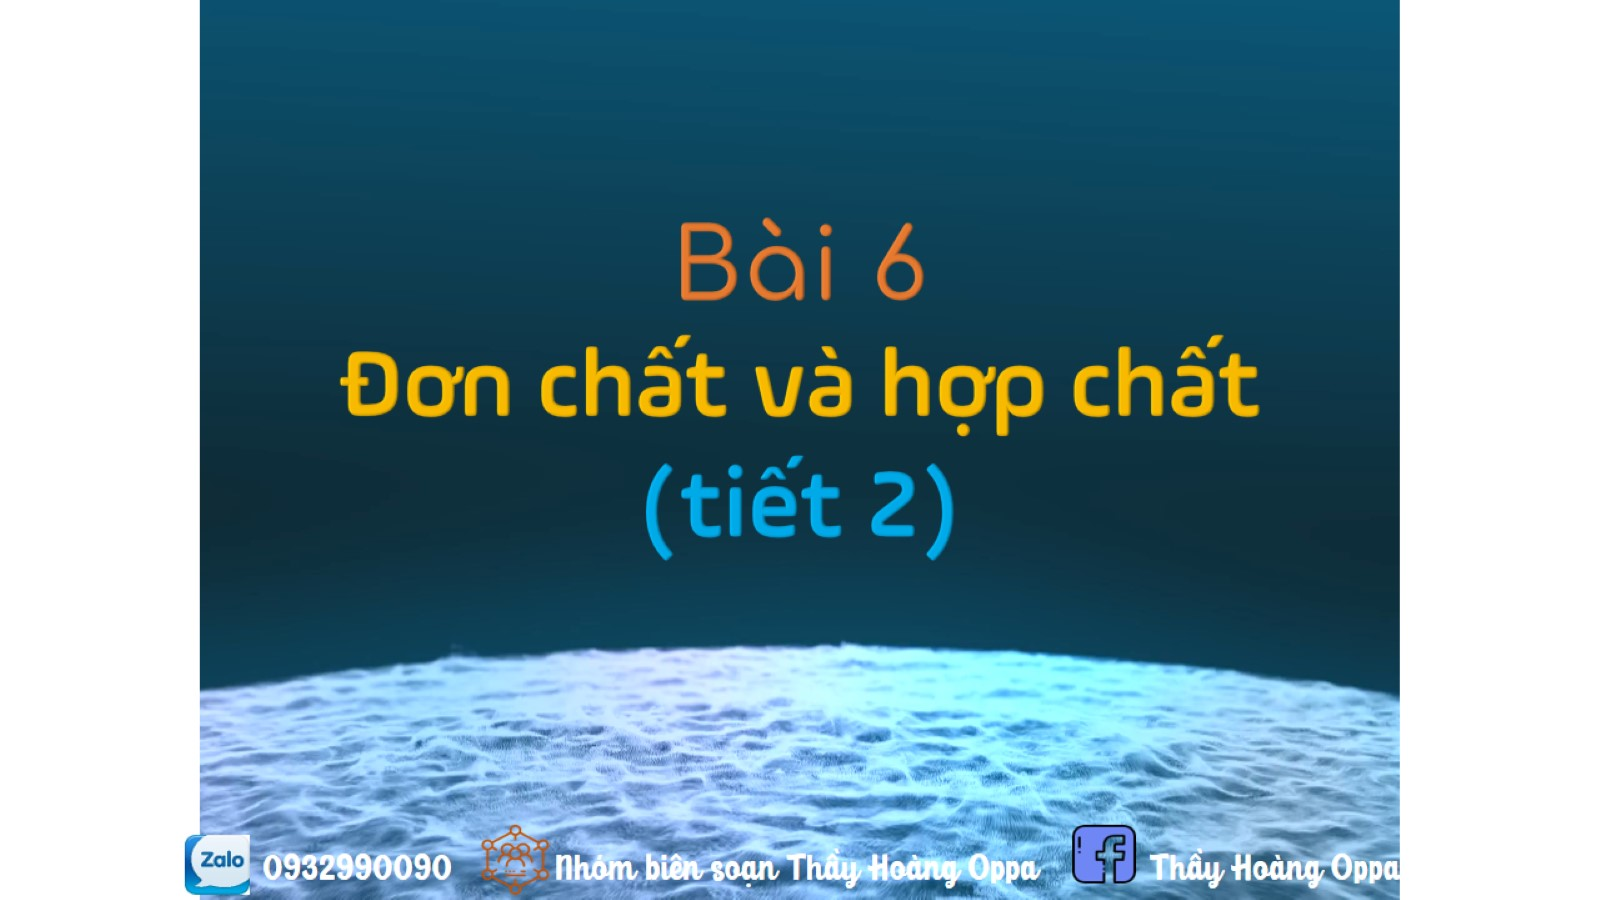 Bài 6
Đơn chất và hợp chất
(tiết 2)
Zalo 0932990090 Nhóm biên soạn Thầy Hoàng Oppa Thầy Hoàng Oppa